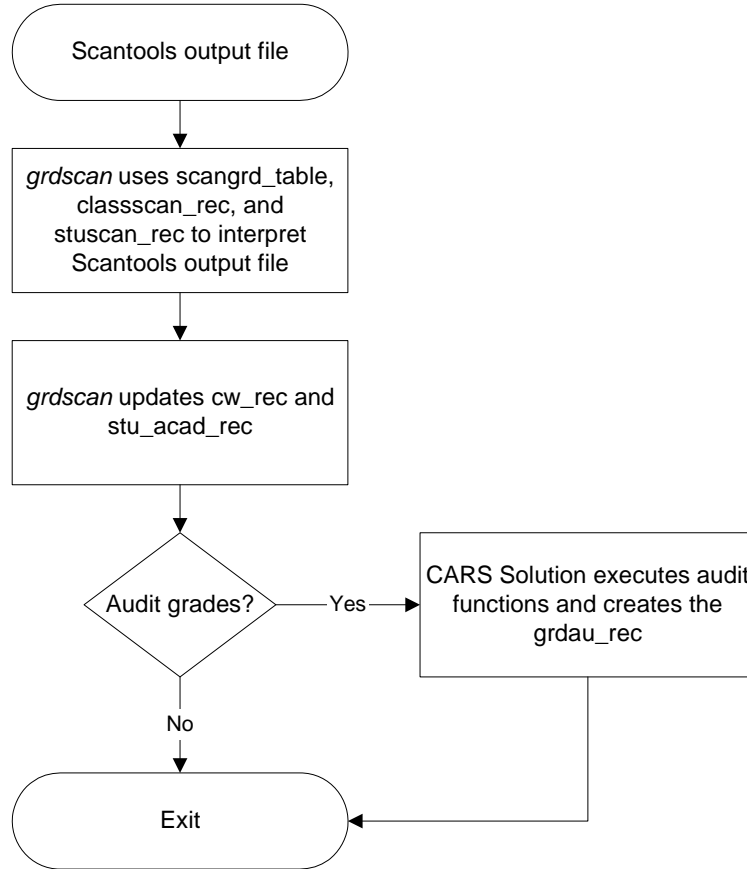 Scantools output file
grdscan uses scangrd_table,
classscan_rec, and
stuscan_rec to interpret
Scantools output file
grdscan updates cw_rec and
stu_acad_rec
Audit grades?
Yes
CARS Solution executes audit
functions and creates the
grdau_rec
No
Exit